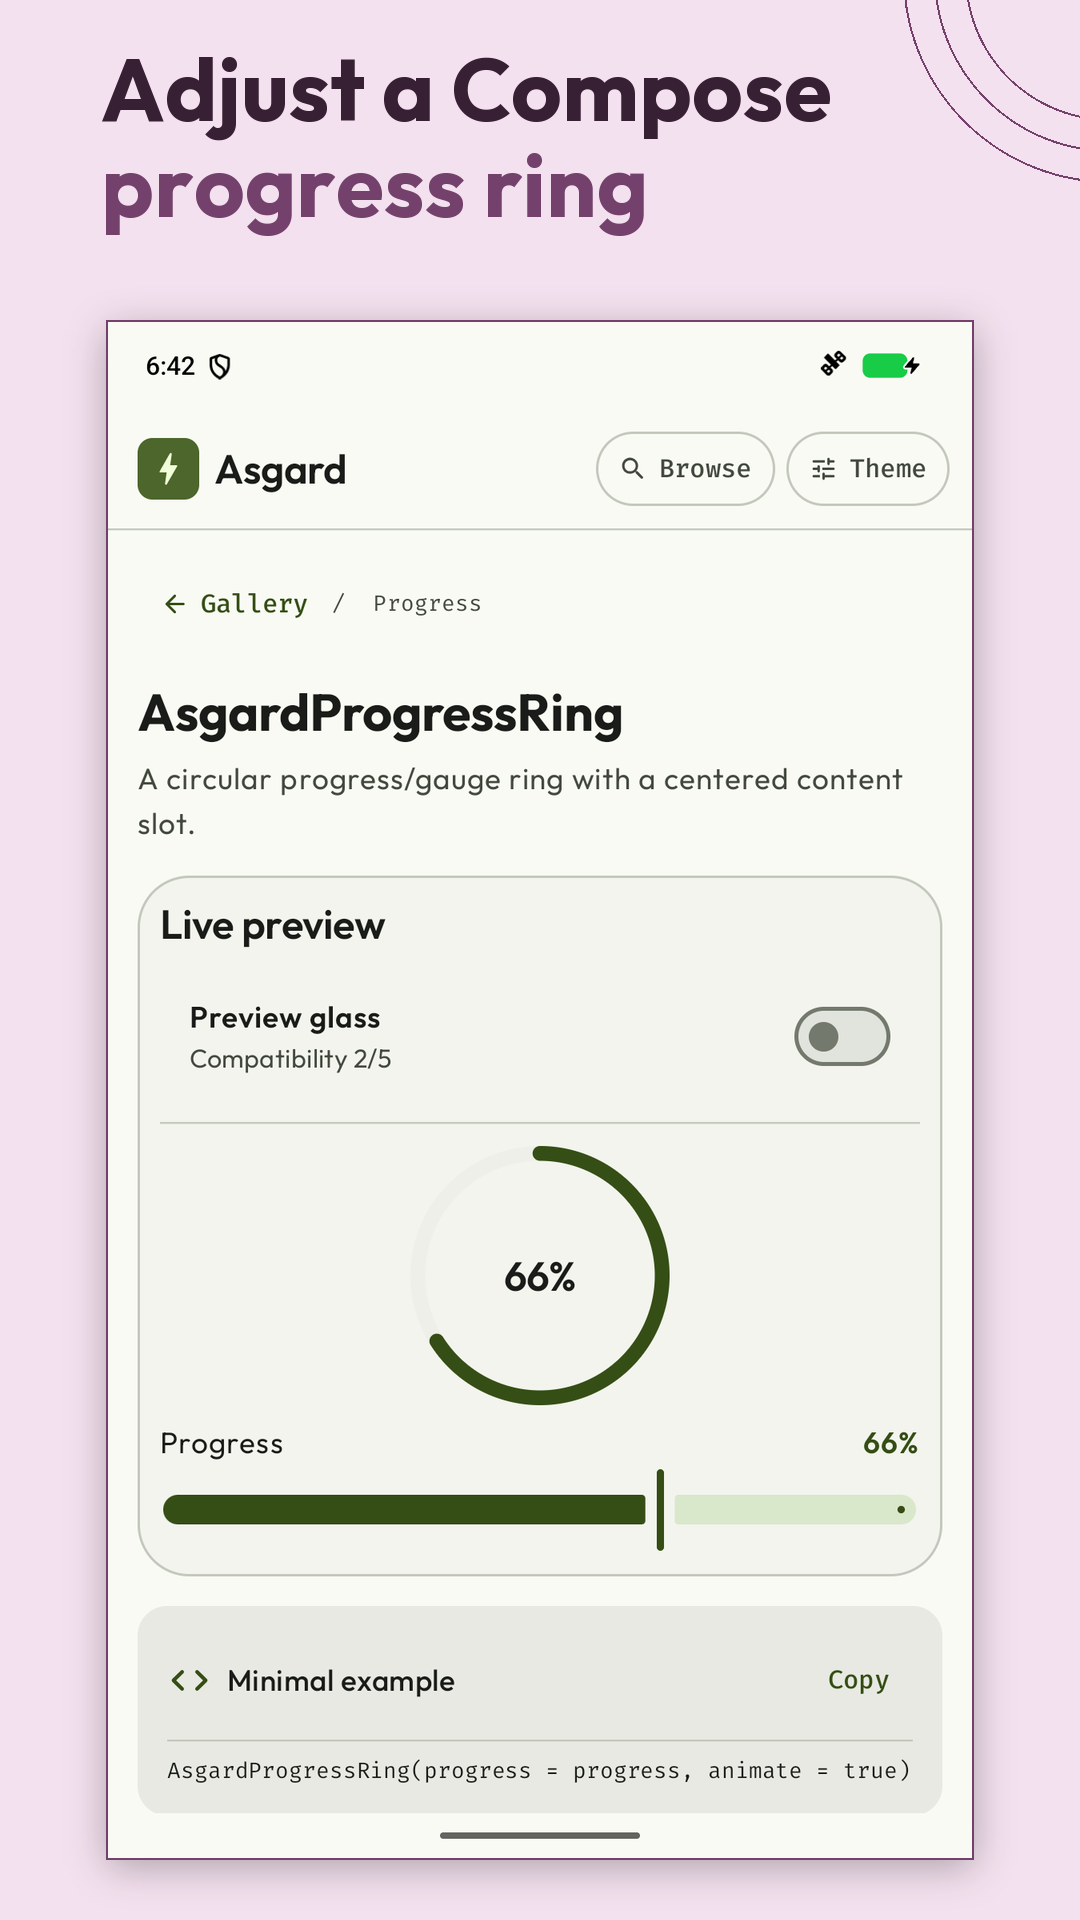 Adjust a Compose
progress ring
6:42
Asgard
Browse
Theme
Gallery / Progress
AsgardProgressRing
A circular progress/gauge ring with a centered content
slot.
Live preview
Preview glass
Compatibility 2/5
66%
Progress 66%
Minimal example
Copy
AsgardProgressRing(progress = progress, animate = true)